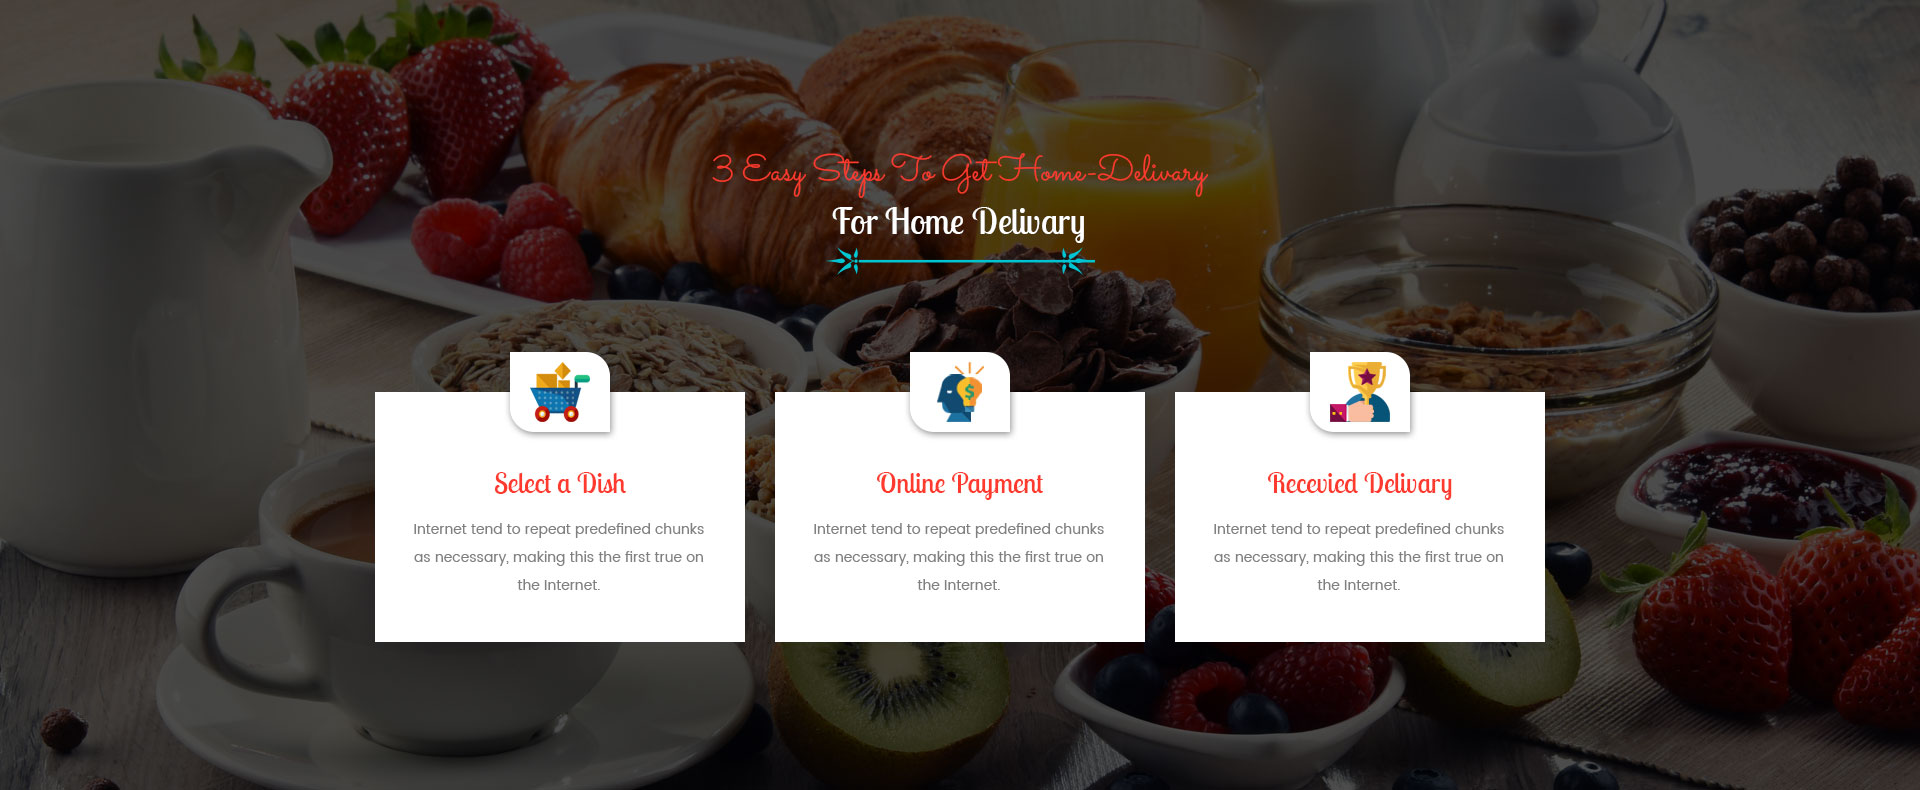 3 Easy Steps To Get Home-Delivary
For Home Delivary
Select a Dish
Internet tend to repeat predefined chunks
as necessary, making this the first true on
the Internet.
Online Payment
Internet tend to repeat predefined chunks
as necessary, making this the first true on
the Internet.
Recevied Delivary
Internet tend to repeat predefined chunks
as necessary, making this the first true on
the Internet.